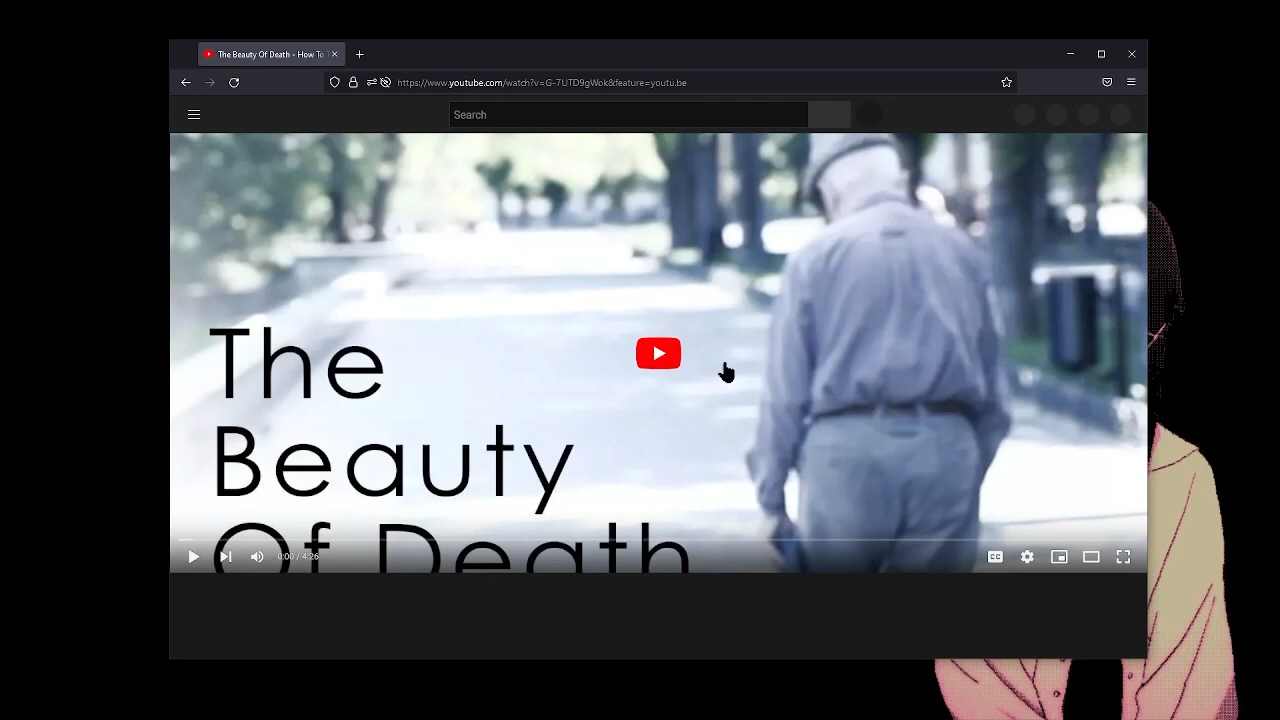 The Beauty Of Death - How To
https://www.youtube.com/watch?v=G-7UTD9gWok&feature=youtu.be
Search
The
Beauty
Of Death
0:00 / 4:26
CC